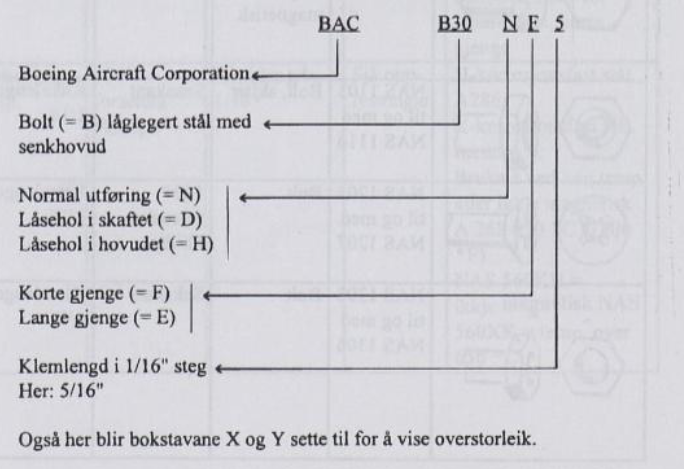 BAC B30 N F 5
Boeing Aircraft Corporation
Bolt (= B) låglegert stål med
senkhovud
Normal utføring (= N)
Låsehol i skaftet (= D)
Låsehol i hovudet (= H)
Korte gjenge (= F)
Lange gjenge (= E)
Klemlengd i 1/16" steg
Her: 5/16"
Også her blir bokstavane X og Y sette til for å vise overstorleik.